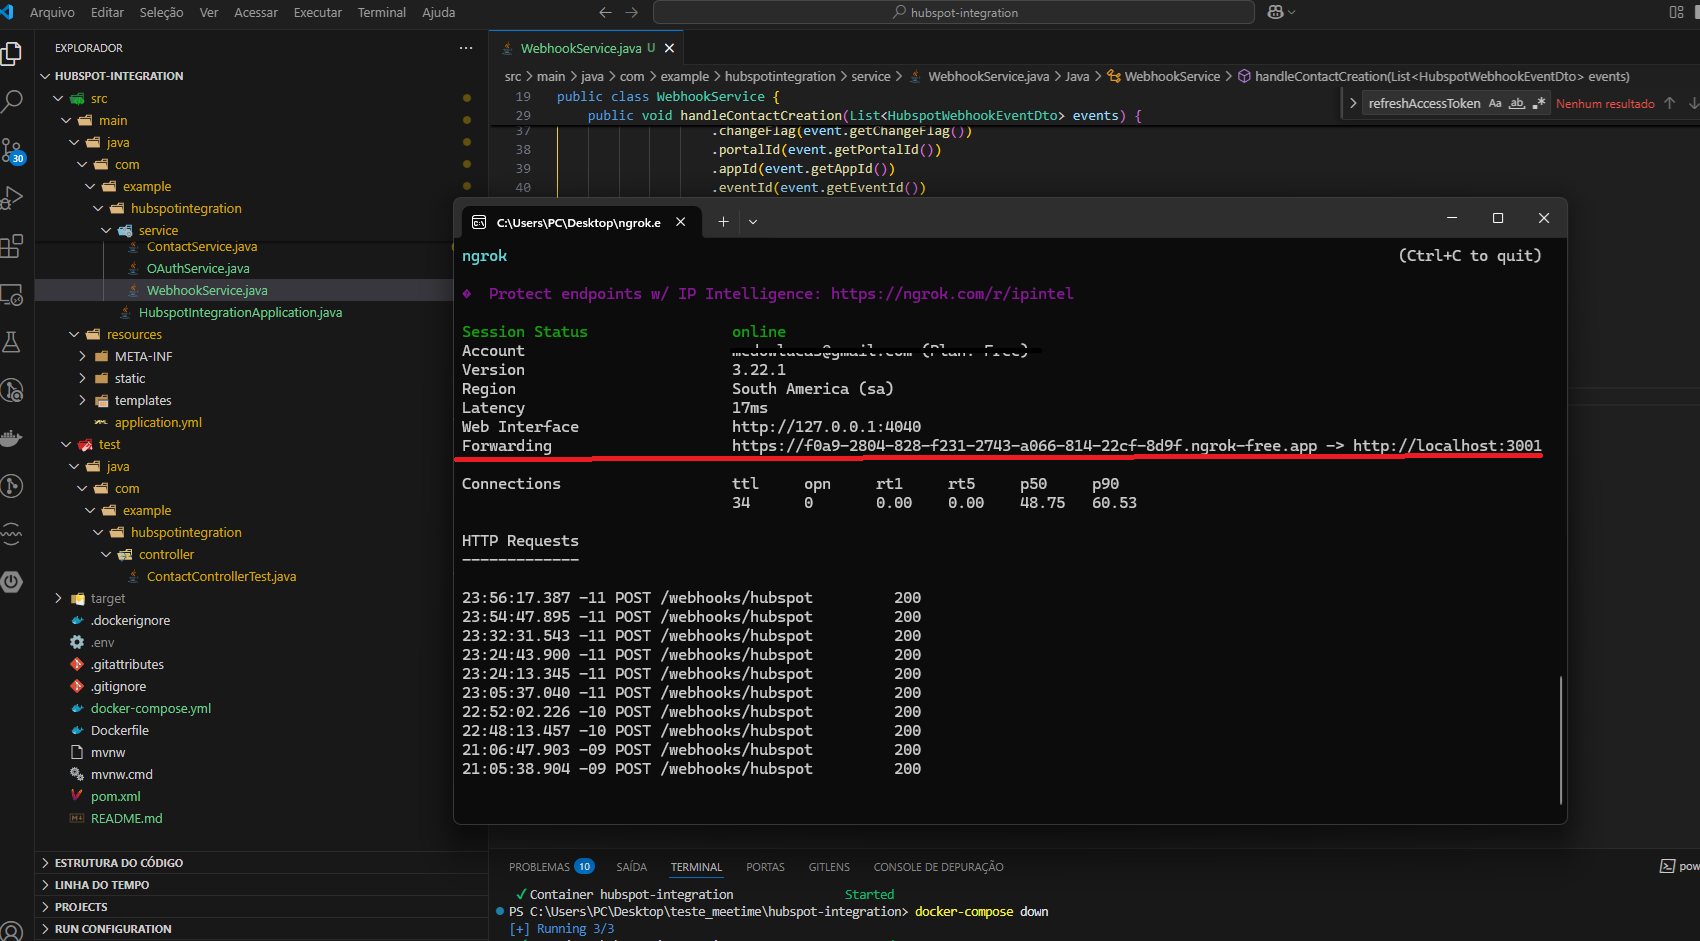 Arquivo Editar Seleção Ver Acessar Executar Terminal Ajuda
hubspot-integration
EXPLORADOR
HUBSPOT-INTEGRATION
src
main
java
com
example
hubspotintegration
service
ContactService.java
OAuthService.java
WebhookService.java
HubspotIntegrationApplication.java
resources
META-INF
static
templates
application.yml
test
java
com
example
hubspotintegration
controller
ContactControllerTest.java
target
.dockerignore
.env
.gitattributes
.gitignore
docker-compose.yml
Dockerfile
mvnw
mvnw.cmd
pom.xml
README.md
ESTRUTURA DO CÓDIGO
LINHA DO TEMPO
PROJECTS
RUN CONFIGURATION
30
WebhookService.java U
src > main > java > com > example > hubspotintegration > service > WebhookService.java > Java > WebhookService > handleContactCreation(List<HubspotWebhookEventDto> events)
refreshAccessToken Aa ab .* Nenhum resultado
19 public class WebhookService {
29 public void handleContactCreation(List<HubspotWebhookEventDto> events) {
37 .changeFlag(event.getChangeFlag())
38 .portalId(event.getPortalId())
39 .appId(event.getAppId())
40 .eventId(event.getEventId())
C:\Users\PC\Desktop\ngrok.e
ngrok (Ctrl+C to quit)
� Protect endpoints w/ IP Intelligence: https://ngrok.com/r/ipintel
Session Status online
Account
Version 3.22.1
Region South America (sa)
Latency 17ms
Web Interface http://127.0.0.1:4040
Forwarding https://f0a9-2804-828-f231-2743-a066-814-22cf-8d9f.ngrok-free.app -> http://localhost:3001
Connections ttl opn rt1 rt5 p50 p90
34 0 0.00 0.00 48.75 60.53
HTTP Requests
-------------
23:56:17.387 -11 POST /webhooks/hubspot 200
23:54:47.895 -11 POST /webhooks/hubspot 200
23:32:31.543 -11 POST /webhooks/hubspot 200
23:24:43.900 -11 POST /webhooks/hubspot 200
23:24:13.345 -11 POST /webhooks/hubspot 200
23:05:37.040 -11 POST /webhooks/hubspot 200
22:52:02.226 -10 POST /webhooks/hubspot 200
22:48:13.457 -10 POST /webhooks/hubspot 200
21:06:47.903 -09 POST /webhooks/hubspot 200
21:05:38.904 -09 POST /webhooks/hubspot 200
PROBLEMAS 10 SAÍDA TERMINAL PORTAS GITLENS CONSOLE DE DEPURAÇÃO
pow
✓ Container hubspot-integration Started
PS C:\Users\PC\Desktop\teste_meetime\hubspot-integration> docker-compose down
[+] Running 3/3